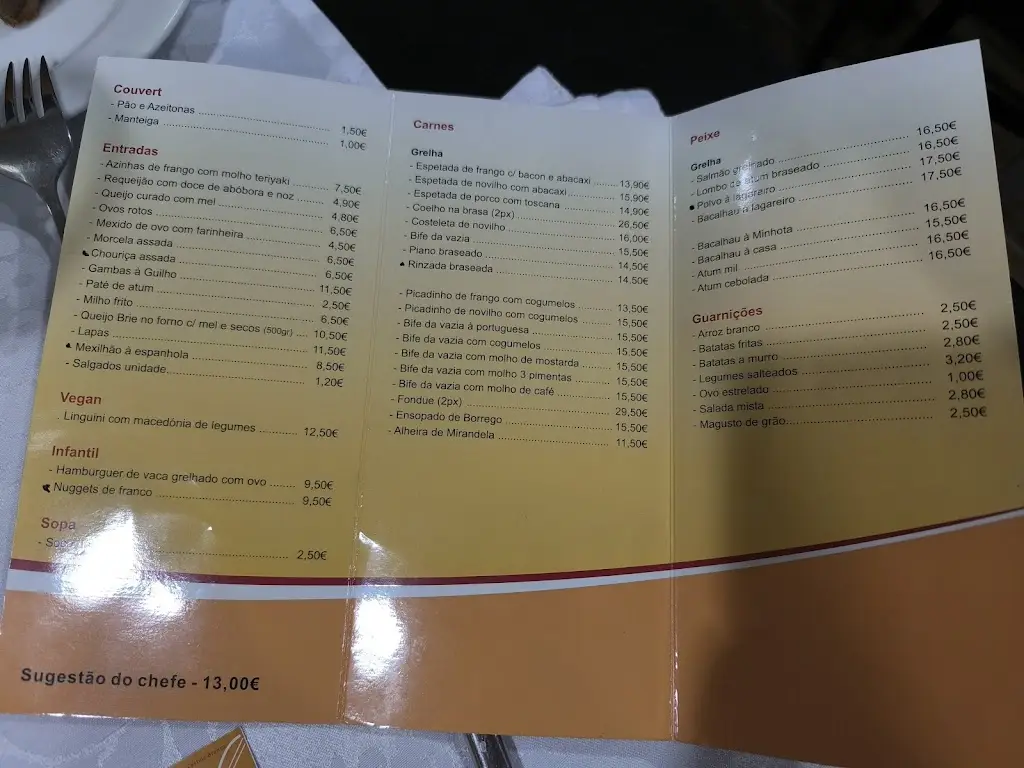 Couvert
- Pão e Azeitonas ........ 1,50€
- Manteiga ........ 1,00€
Entradas
- Azinhas de frango com molho teriyaki ........ 7,50€
- Requeijão com doce de abóbora e noz ........ 4,90€
- Queijo curado com mel ........ 4,80€
- Ovos rotos ........ 6,50€
- Mexido de ovo com farinheira ........ 4,50€
- Morcela assada ........ 6,50€
- Chouriça assada ........ 6,50€
- Gambas à Guilho ........ 11,50€
- Paté de atum ........ 2,50€
- Milho frito ........ 6,50€
- Queijo Brie no forno c/ mel e secos (500gr) .... 10,50€
- Lapas ........ 11,50€
- Mexilhão à espanhola ........ 8,50€
- Salgados unidade ........ 1,20€
Vegan
- Linguini com macedónia de legumes ........ 12,50€
Infantil
- Hamburguer de vaca grelhado com ovo ....... 9,50€
- Nuggets de franco ........ 9,50€
Sopa
- ........ 2,50€
Sugestão do chefe - 13,00€
Carnes
Grelha
- Espetada de frango c/ bacon e abacaxi ....... 13,90€
- Espetada de novilho com abacaxi ........ 15,90€
- Espetada de porco com toscana ........ 14,90€
- Coelho na brasa (2px) ........ 26,50€
- Costeleta de novilho ........ 16,00€
- Bife da vazia ........ 15,50€
- Piano braseado ........ 14,50€
- Rinzada braseada ........ 14,50€
- Picadinho de frango com cogumelos ........ 13,50€
- Picadinho de novilho com cogumelos ........ 15,50€
- Bife da vazia à portuguesa ........ 15,50€
- Bife da vazia com cogumelos ........ 15,50€
- Bife da vazia com molho de mostarda ........ 15,50€
- Bife da vazia com molho 3 pimentas ........ 15,50€
- Bife da vazia com molho de café ........ 15,50€
- Fondue (2px) ........ 29,50€
- Ensopado de Borrego ........ 15,50€
- Alheira de Mirandela ........ 11,50€
Peixe
Grelha
- Salmão grelhado ........ 16,50€
- Lombo de atum braseado ........ 16,50€
- Polvo à lagareiro ........ 17,50€
- Bacalhau à lagareiro ........ 17,50€
- Bacalhau à Minhota ........ 16,50€
- Bacalhau à casa ........ 15,50€
- Atum mil ........ 16,50€
- Atum cebolada ........ 16,50€
Guarnições
- Arroz branco ........ 2,50€
- Batatas fritas ........ 2,50€
- Batatas a murro ........ 2,80€
- Legumes salteados ........ 3,20€
- Ovo estrelado ........ 1,00€
- Salada mista ........ 2,80€
- Magusto de grão ........ 2,50€